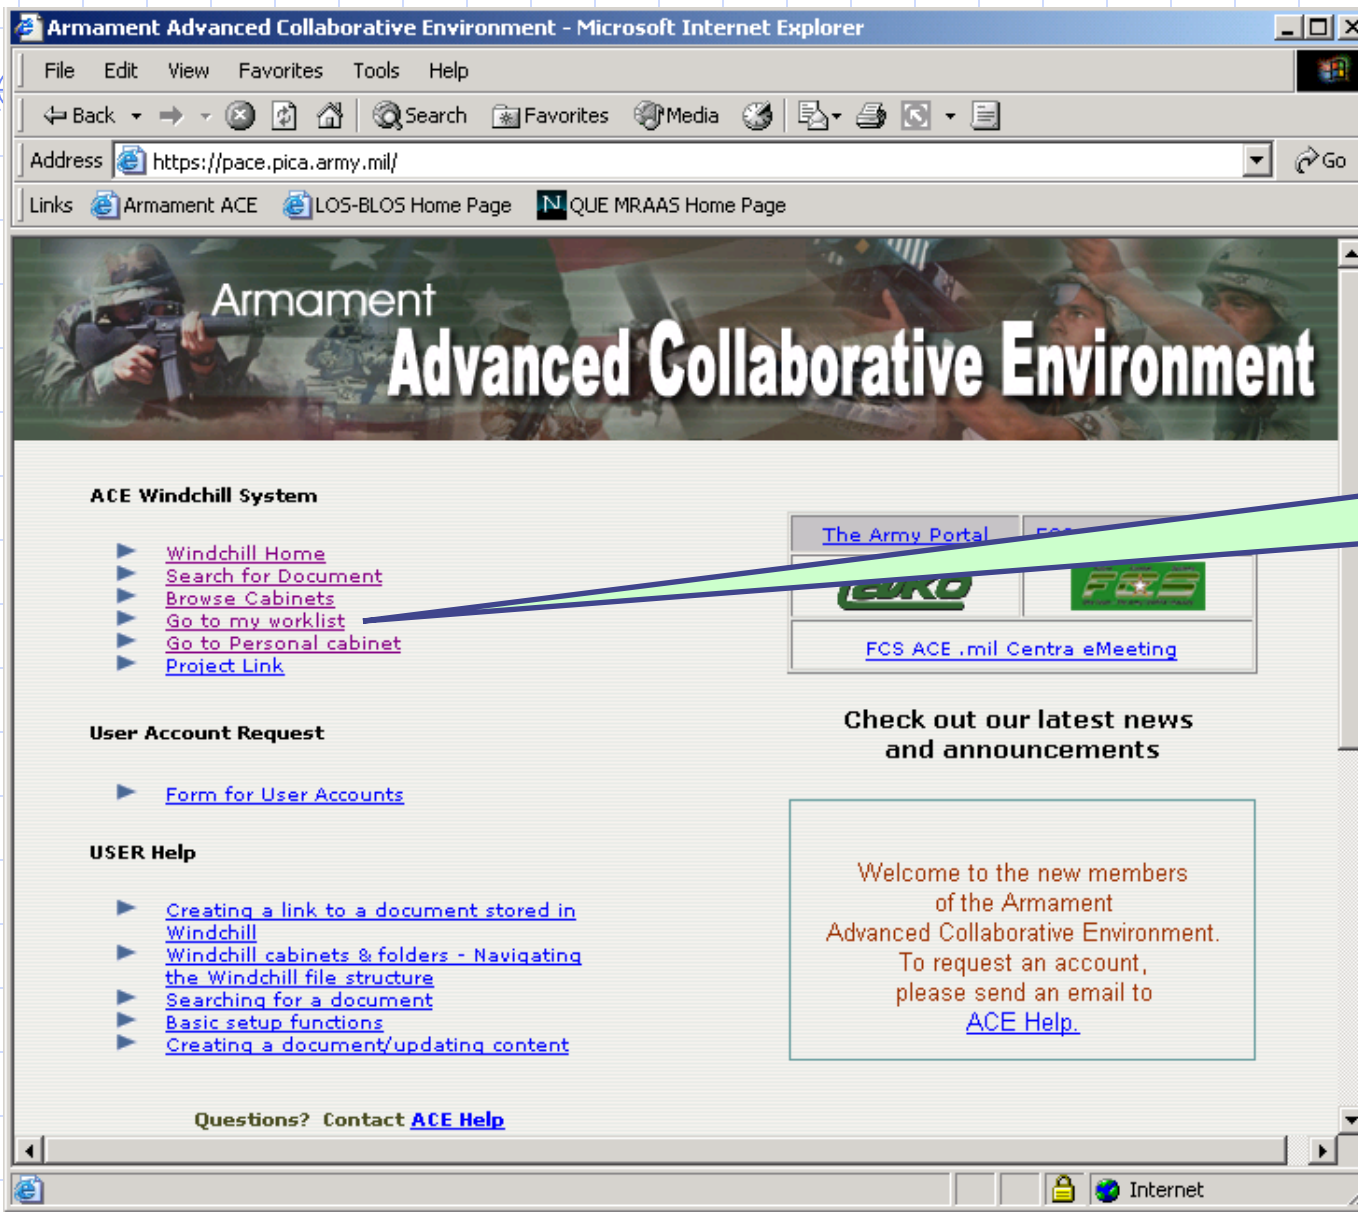 Armament Advanced Collaborative Environment - Microsoft Internet Explorer
File Edit View Favorites Tools Help
Back Search Favorites Media
Address https://pace.pica.army.mil/ Go
Links Armament ACE LOS-BLOS Home Page N QUE MRAAS Home Page
Armament
Advanced Collaborative Environment
ACE Windchill System
Windchill Home
Search for Document
Browse Cabinets
Go to my worklist
Go to Personal cabinet
Project Link
User Account Request
Form for User Accounts
USER Help
Creating a link to a document stored in
Windchill
Windchill cabinets & folders - Navigating
the Windchill file structure
Searching for a document
Basic setup functions
Creating a document/updating content
Questions? Contact ACE Help
The Army Portal
FCS
FCS ACE .mil Centra eMeeting
Check out our latest news
and announcements
Welcome to the new members
of the Armament
Advanced Collaborative Environment.
To request an account,
please send an email to
ACE Help.
Internet